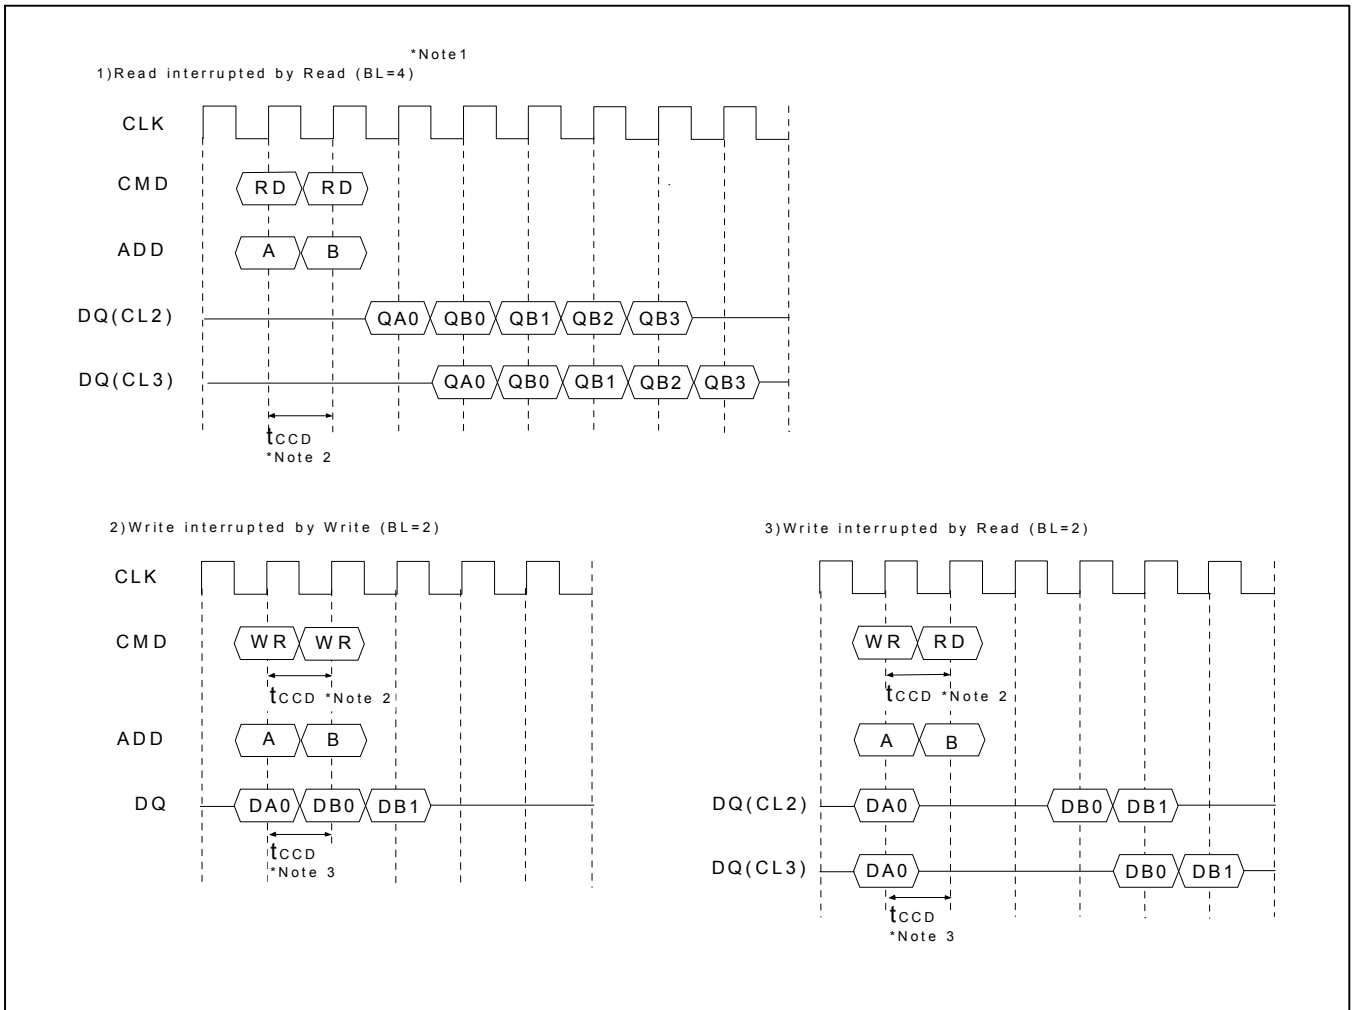 *Note1
1)Read interrupted by Read (BL=4)
CLK
CMD RD RD
ADD A B
DQ(CL2) QA0 QB0 QB1 QB2 QB3
DQ(CL3) QA0 QB0 QB1 QB2 QB3
tCCD
*Note 2
2)Write interrupted by Write (BL=2)
CLK
CMD WR WR
tCCD *Note 2
ADD A B
DQ DA0 DB0 DB1
tCCD
*Note 3
3)Write interrupted by Read (BL=2)
WR RD
tCCD *Note 2
A B
DQ(CL2) DA0 DB0 DB1
DQ(CL3) DA0 DB0 DB1
tCCD
*Note 3